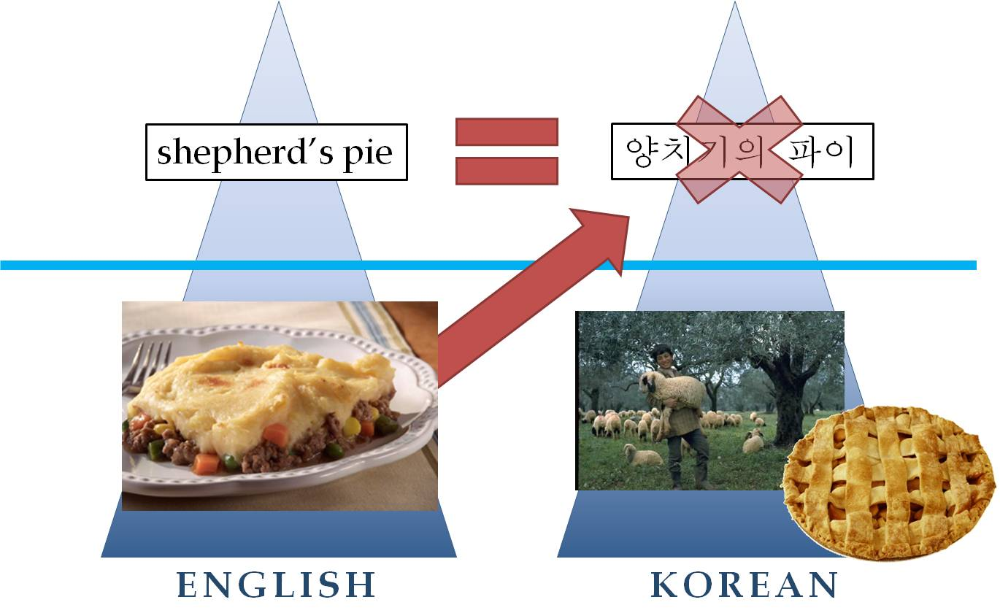 shepherd’s pie
양치기의 파이
ENGLISH
KOREAN